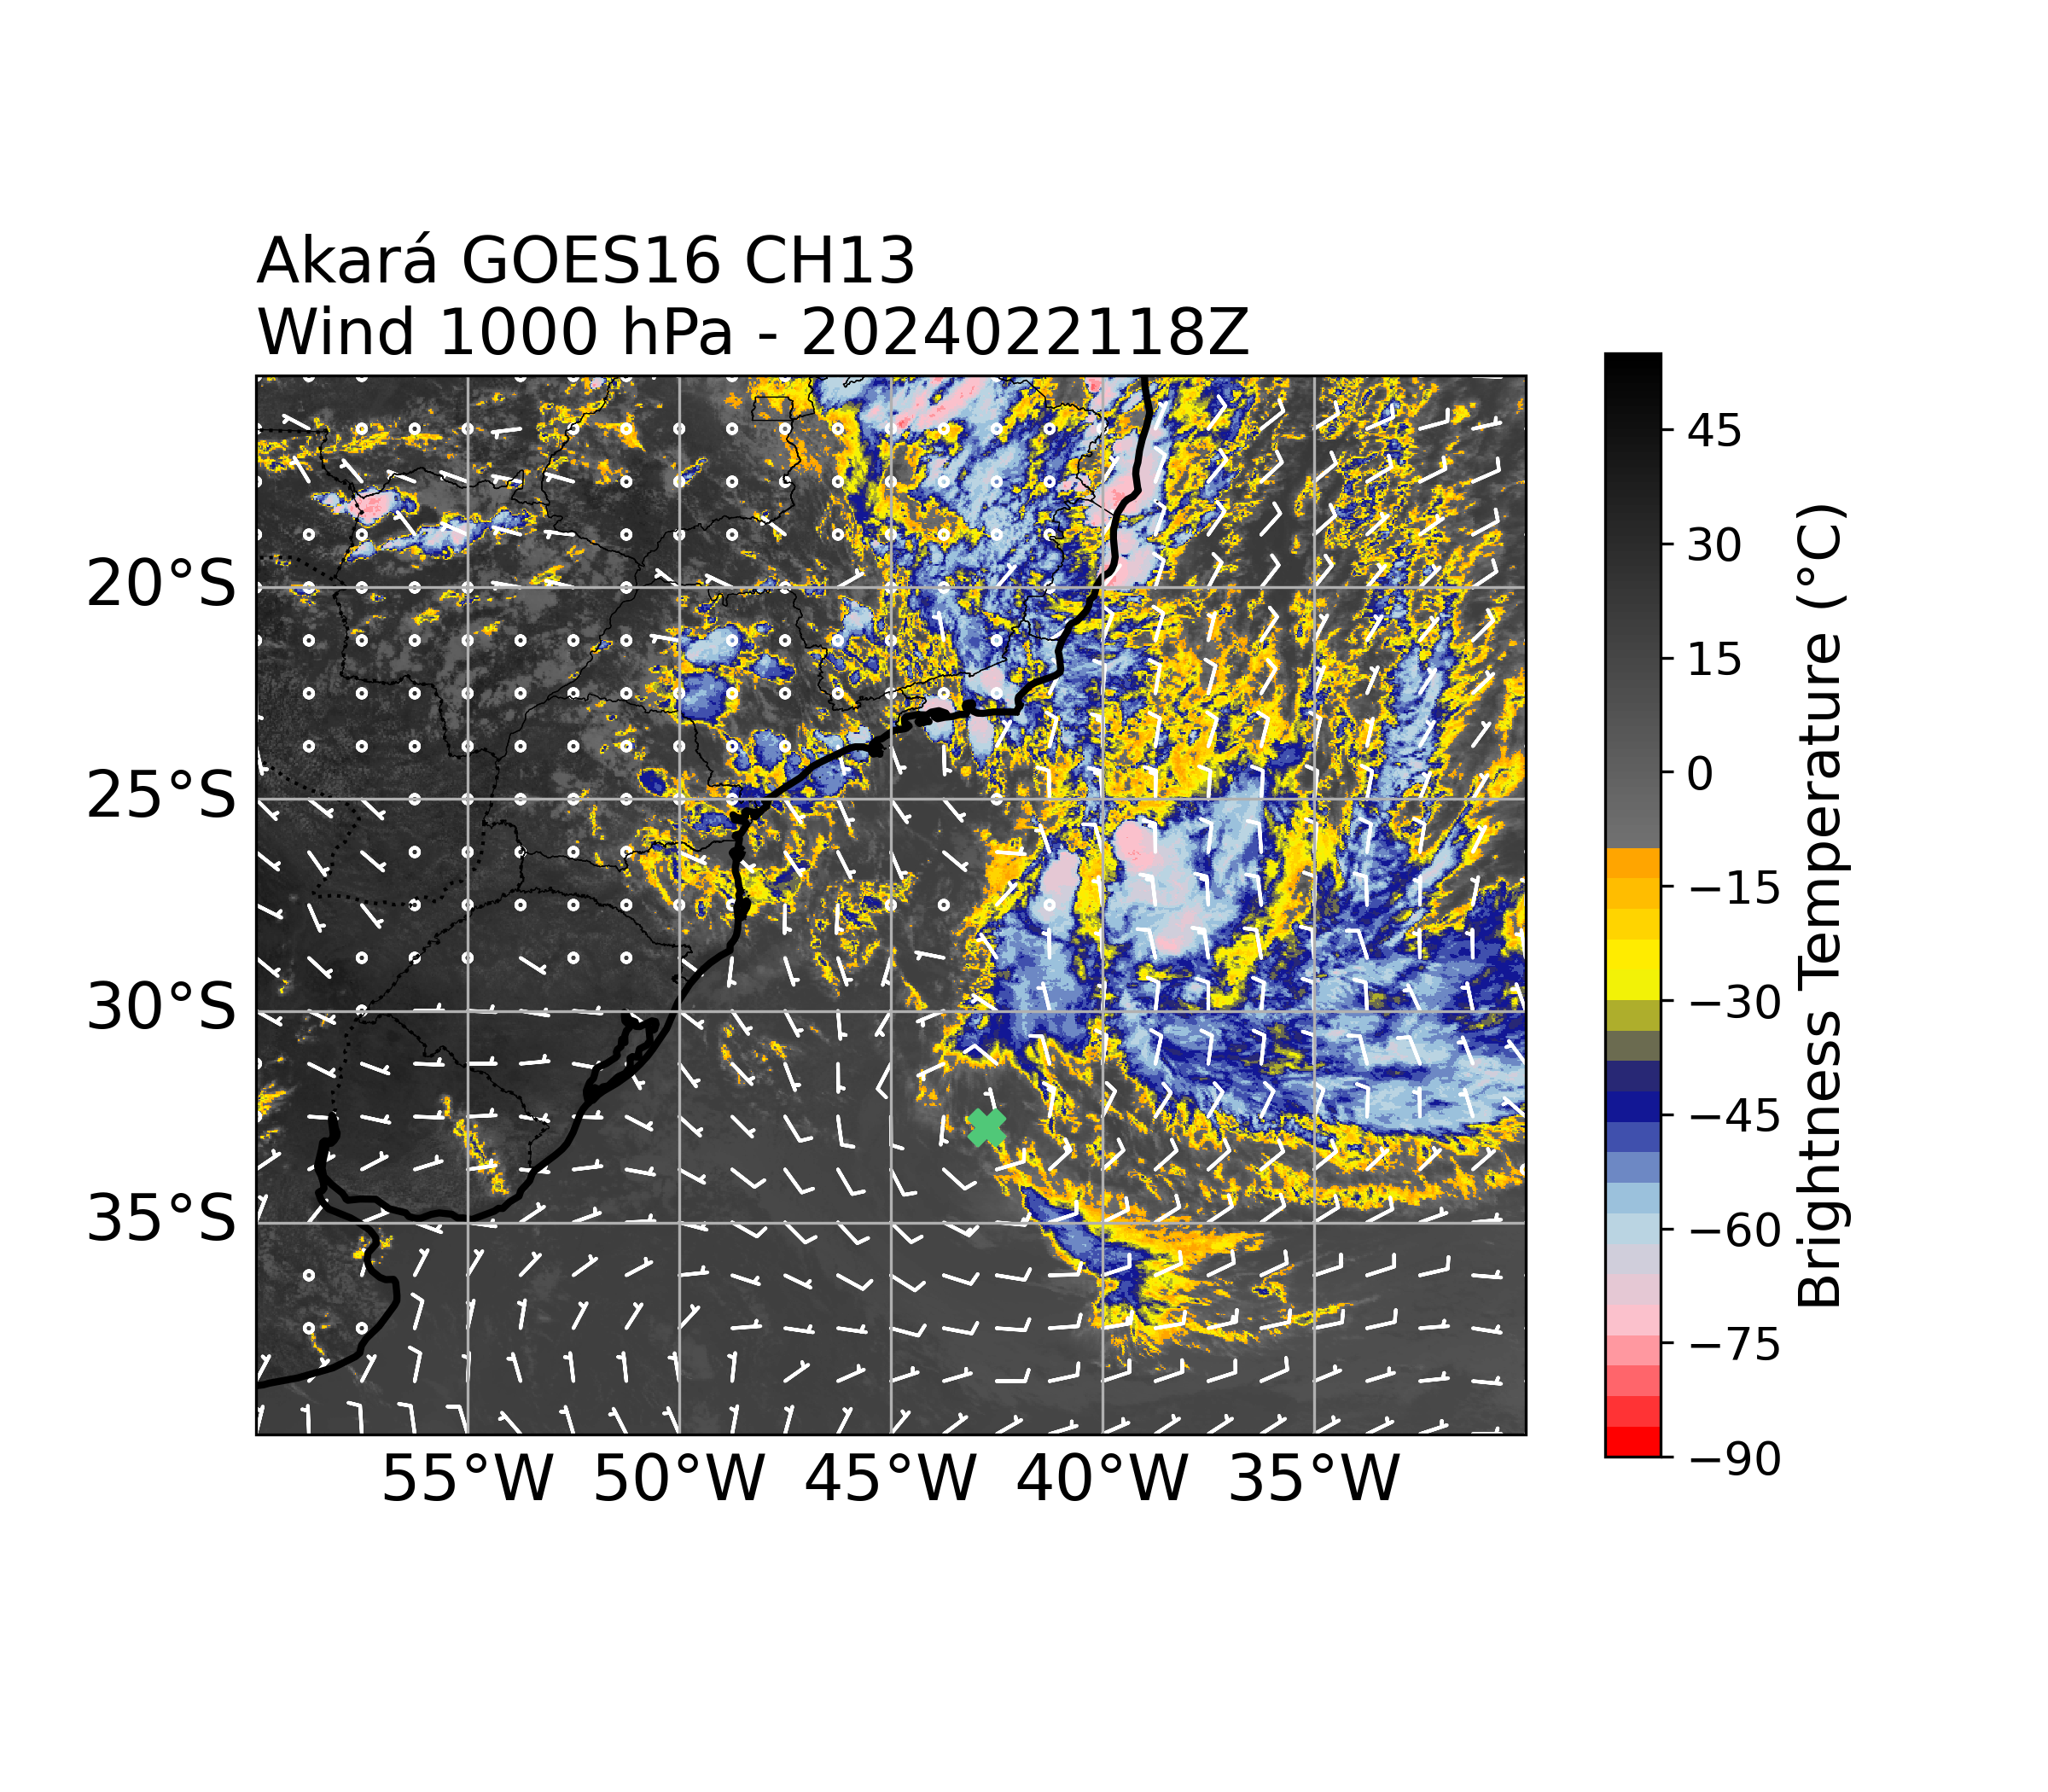 Akará GOES16 CH13
Wind 1000 hPa - 2024022118Z
20°S
25°S
30°S
35°S
55°W 50°W 45°W 40°W 35°W
45
30
15
0
−15
−30
−45
−60
−75
−90
Brightness Temperature (°C)